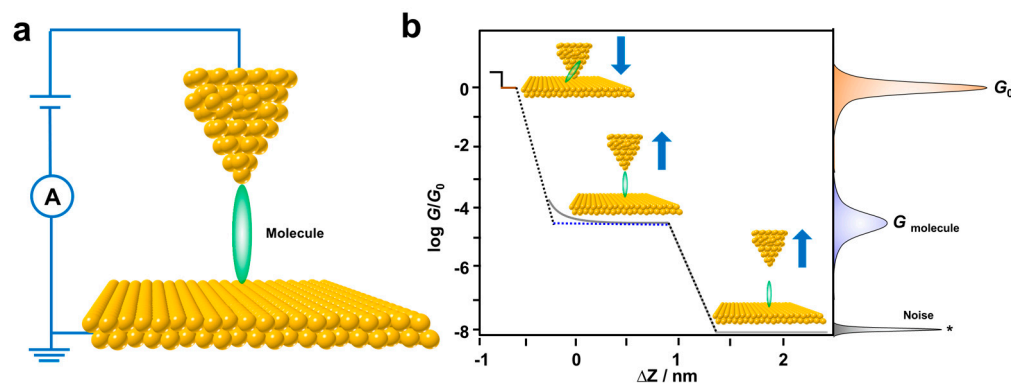 a
A
Molecule
b
log G/G₀
0
-2
-4
-6
-8
-1
0
1
2
ΔZ / nm
G₀
G molecule
Noise
*